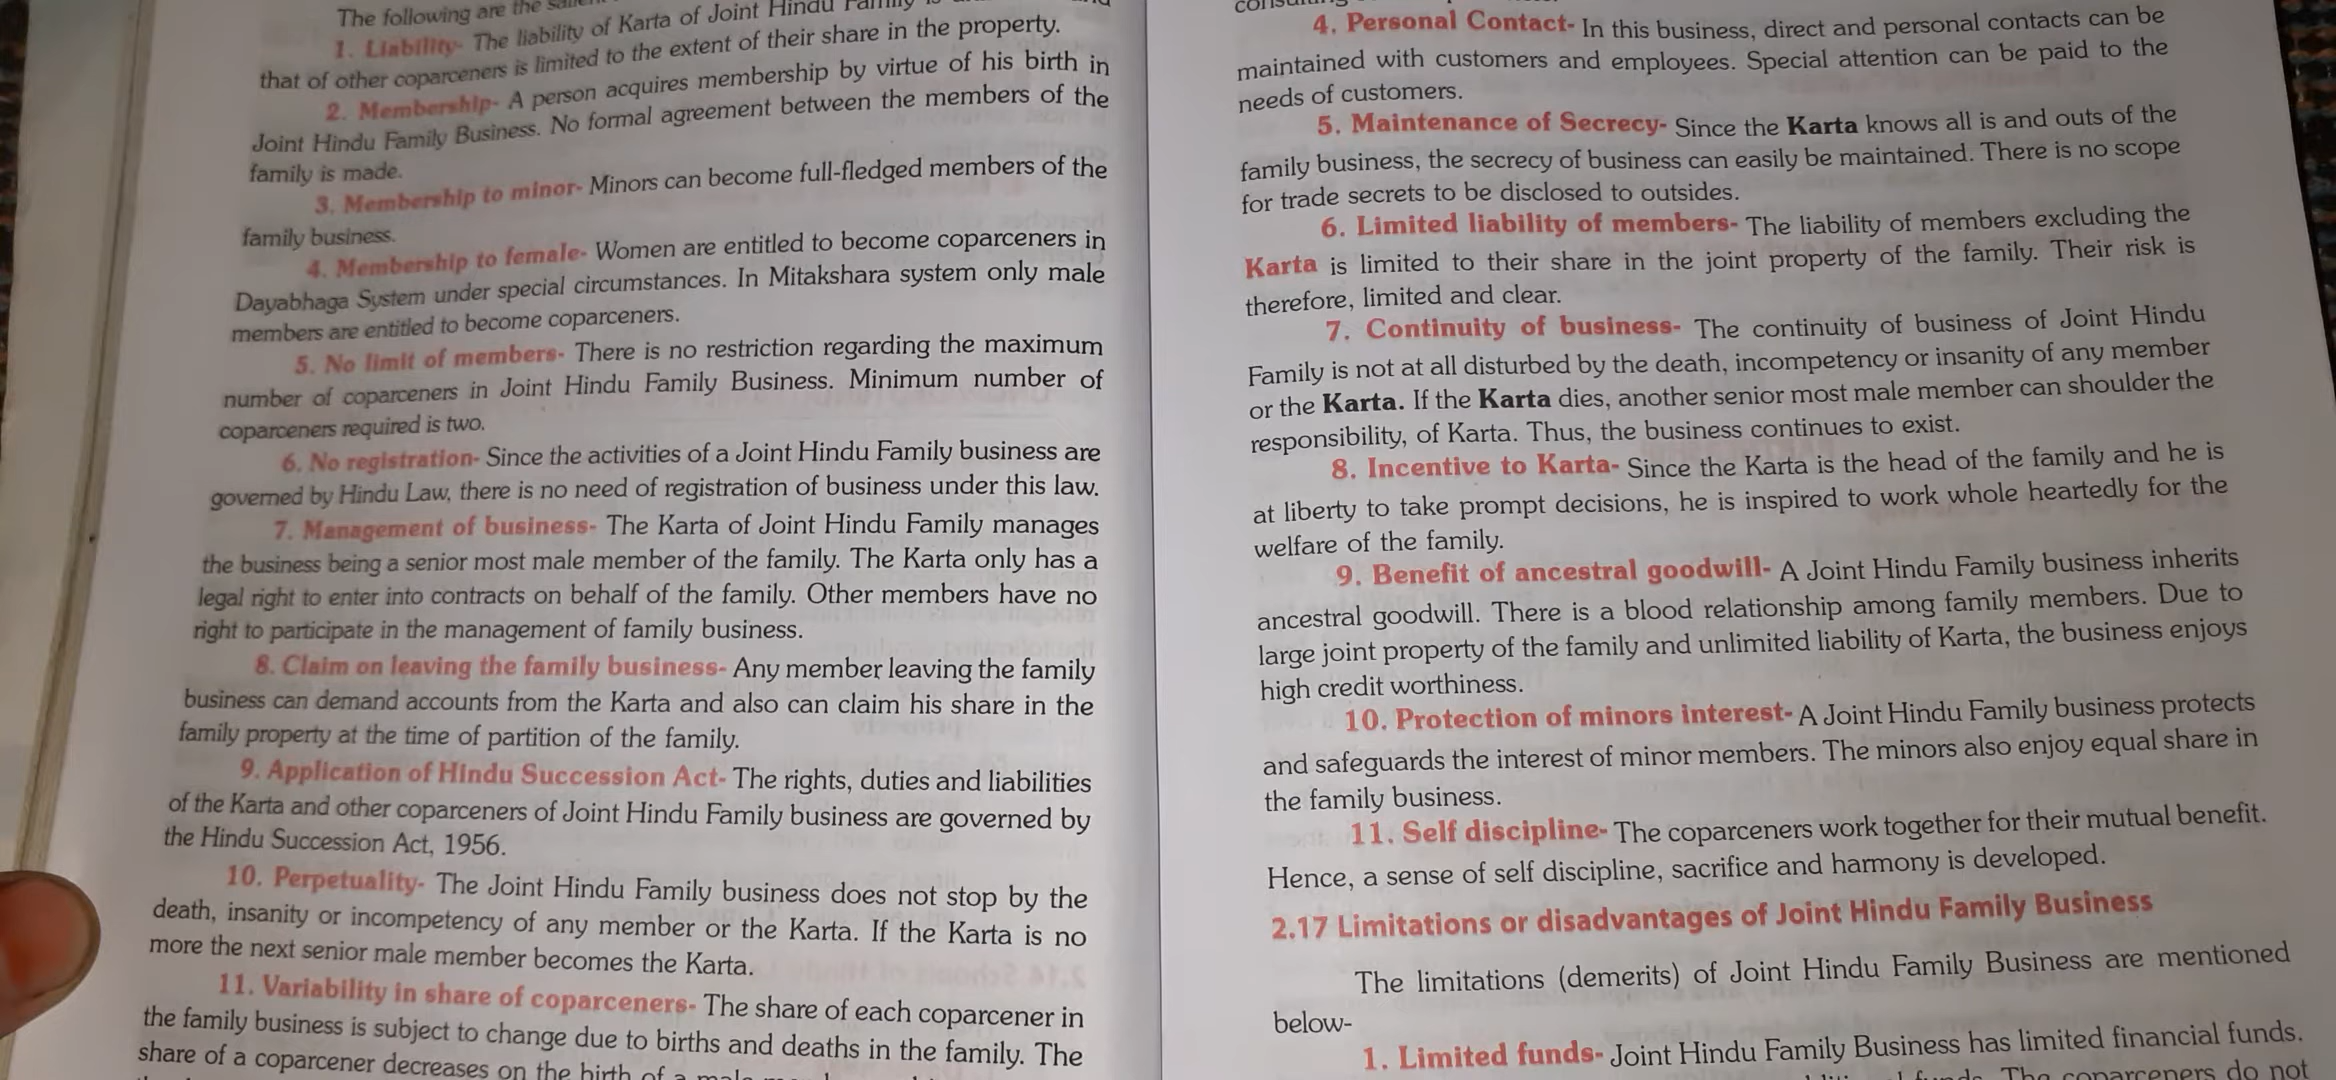 The following are the
1. Liability- The liability of Karta of Joint Hindu Family is
that of other coparceners is limited to the extent of their share in the property.
2. Membership- A person acquires membership by virtue of his birth in
Joint Hindu Family Business. No formal agreement between the members of the
family is made.
3. Membership to minor- Minors can become full-fledged members of the
family business.
4. Membership to female- Women are entitled to become coparceners in
Dayabhaga System under special circumstances. In Mitakshara system only male
members are entitled to become coparceners.
5. No limit of members- There is no restriction regarding the maximum
number of coparceners in Joint Hindu Family Business. Minimum number of
coparceners required is two.
6. No registration- Since the activities of a Joint Hindu Family business are
governed by Hindu Law, there is no need of registration of business under this law.
7. Management of business- The Karta of Joint Hindu Family manages
the business being a senior most male member of the family. The Karta only has a
legal right to enter into contracts on behalf of the family. Other members have no
right to participate in the management of family business.
8. Claim on leaving the family business- Any member leaving the family
business can demand accounts from the Karta and also can claim his share in the
family property at the time of partition of the family.
9. Application of Hindu Succession Act- The rights, duties and liabilities
of the Karta and other coparceners of Joint Hindu Family business are governed by
the Hindu Succession Act, 1956.
10. Perpetuality- The Joint Hindu Family business does not stop by the
death, insanity or incompetency of any member or the Karta. If the Karta is no
more the next senior male member becomes the Karta.
11. Variability in share of coparceners- The share of each coparcener in
the family business is subject to change due to births and deaths in the family. The
share of a coparcener decreases on the birth of a
4. Personal Contact- In this business, direct and personal contacts can be
maintained with customers and employees. Special attention can be paid to the
needs of customers.
5. Maintenance of Secrecy- Since the Karta knows all is and outs of the
family business, the secrecy of business can easily be maintained. There is no scope
for trade secrets to be disclosed to outsides.
6. Limited liability of members- The liability of members excluding the
Karta is limited to their share in the joint property of the family. Their risk is
therefore, limited and clear.
7. Continuity of business- The continuity of business of Joint Hindu
Family is not at all disturbed by the death, incompetency or insanity of any member
or the Karta. If the Karta dies, another senior most male member can shoulder the
responsibility, of Karta. Thus, the business continues to exist.
8. Incentive to Karta- Since the Karta is the head of the family and he is
at liberty to take prompt decisions, he is inspired to work whole heartedly for the
welfare of the family.
9. Benefit of ancestral goodwill- A Joint Hindu Family business inherits
ancestral goodwill. There is a blood relationship among family members. Due to
large joint property of the family and unlimited liability of Karta, the business enjoys
high credit worthiness.
10. Protection of minors interest- A Joint Hindu Family business protects
and safeguards the interest of minor members. The minors also enjoy equal share in
the family business.
11. Self discipline- The coparceners work together for their mutual benefit.
Hence, a sense of self discipline, sacrifice and harmony is developed.
2.17 Limitations or disadvantages of Joint Hindu Family Business
The limitations (demerits) of Joint Hindu Family Business are mentioned
below-
1. Limited funds- Joint Hindu Family Business has limited financial funds.
The coparceners do not